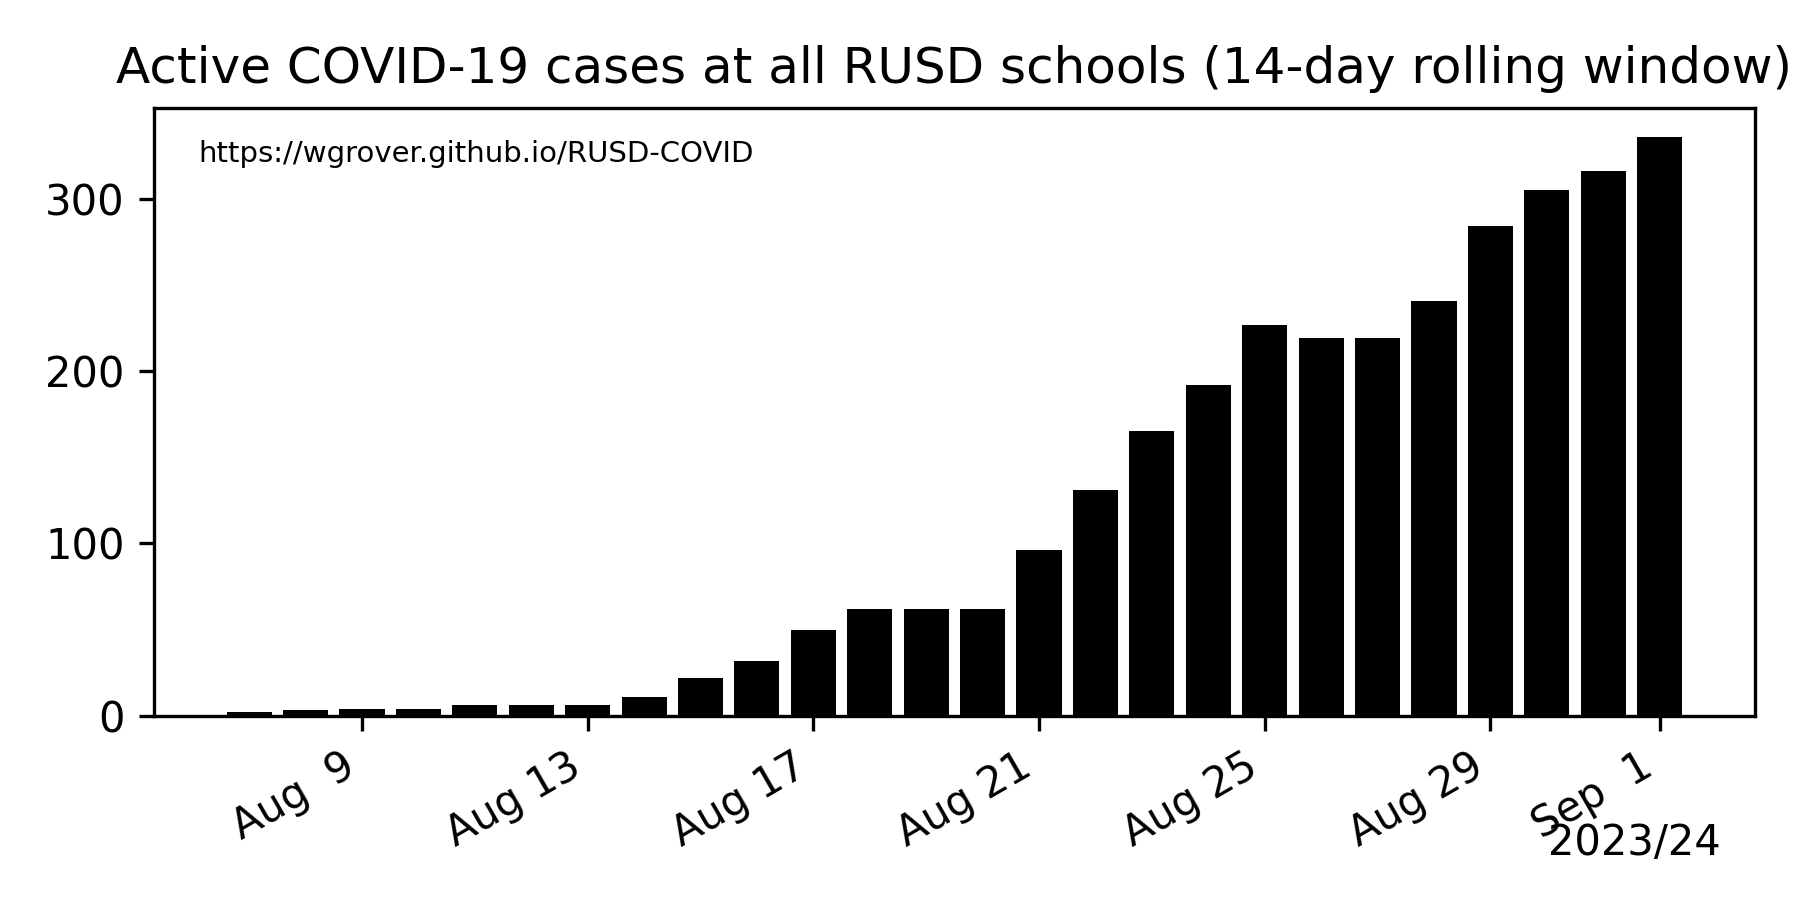 Active COVID-19 cases at all RUSD schools (14-day rolling window)
https://wgrover.github.io/RUSD-COVID
300
200
100
0
Aug 9
Aug 13
Aug 17
Aug 21
Aug 25
Aug 29
Sep 1
2023/24